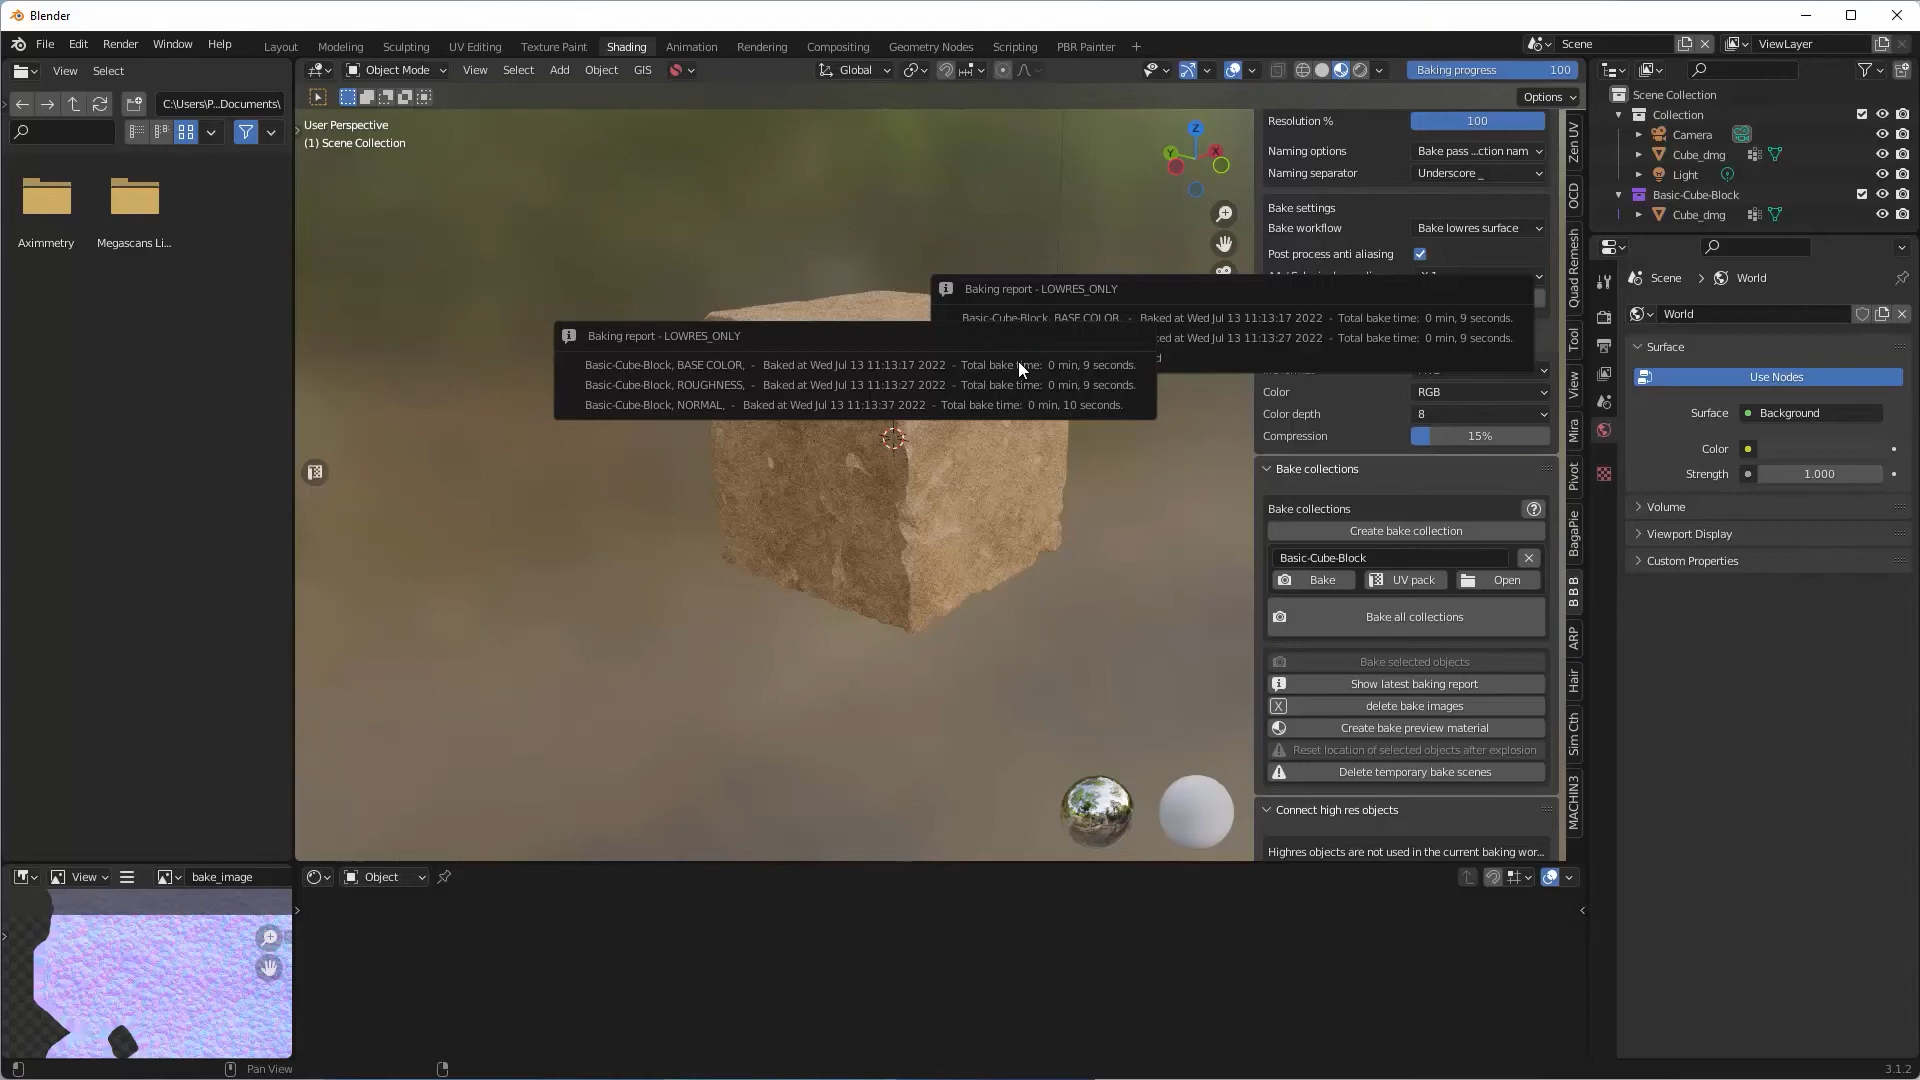 Blender
File Edit Render Window Help
Layout Modeling Sculpting UV Editing Texture Paint Shading Animation Rendering Compositing Geometry Nodes Scripting PBR Painter +
Scene
ViewLayer
View Select
Object Mode View Select Add Object GIS
Global
Baking progress 100
C:\Users\P...Documents\
Options
Aximmetry
Megascans Li...
User Perspective
(1) Scene Collection
Z
Y
X
Resolution % 100
Naming options Bake pass ...ction nam
Naming separator Underscore _
Bake settings
Bake workflow Bake lowres surface
Post process anti aliasing
Baking report - LOWRES_ONLY
Basic-Cube-Block, BASE COLOR, - Baked at Wed Jul 13 11:13:17 2022 - Total bake time: 0 min, 9 seconds.
ed Jul 13 11:13:27 2022 - Total bake time: 0 min, 9 seconds.
Baking report - LOWRES_ONLY
Basic-Cube-Block, BASE COLOR, - Baked at Wed Jul 13 11:13:17 2022 - Total bake time: 0 min, 9 seconds.
Basic-Cube-Block, ROUGHNESS, - Baked at Wed Jul 13 11:13:27 2022 - Total bake time: 0 min, 9 seconds.
Basic-Cube-Block, NORMAL, - Baked at Wed Jul 13 11:13:37 2022 - Total bake time: 0 min, 10 seconds.
Color RGB
Color depth 8
Compression 15%
Bake collections
Bake collections
Create bake collection
Basic-Cube-Block
Bake UV pack Open
Bake all collections
Bake selected objects
Show latest baking report
X delete bake images
Create bake preview material
Reset location of selected objects after explosion
Delete temporary bake scenes
Connect high res objects
Highres objects are not used in the current baking wor...
Zen UV
OCD
Quad Remesh
Tool
View
Mira
Pivot
BagaPie
B B B
ARP
Hair
Sim Cth
MACHIN3
Scene Collection
Collection
Camera
Cube_dmg
Light
Basic-Cube-Block
Cube_dmg
Scene > World
World
Surface
Use Nodes
Surface Background
Color
Strength 1.000
Volume
Viewport Display
Custom Properties
View bake_image
Object
Pan View
3.1.2